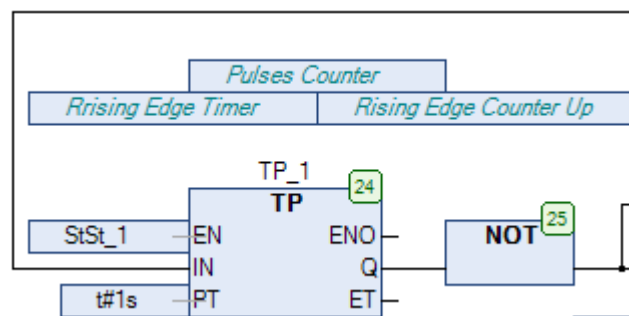 Pulses Counter
Rrising Edge Timer Rising Edge Counter Up
TP_1
TP 24
NOT 25
StSt_1 EN ENO
IN Q
t#1s PT ET